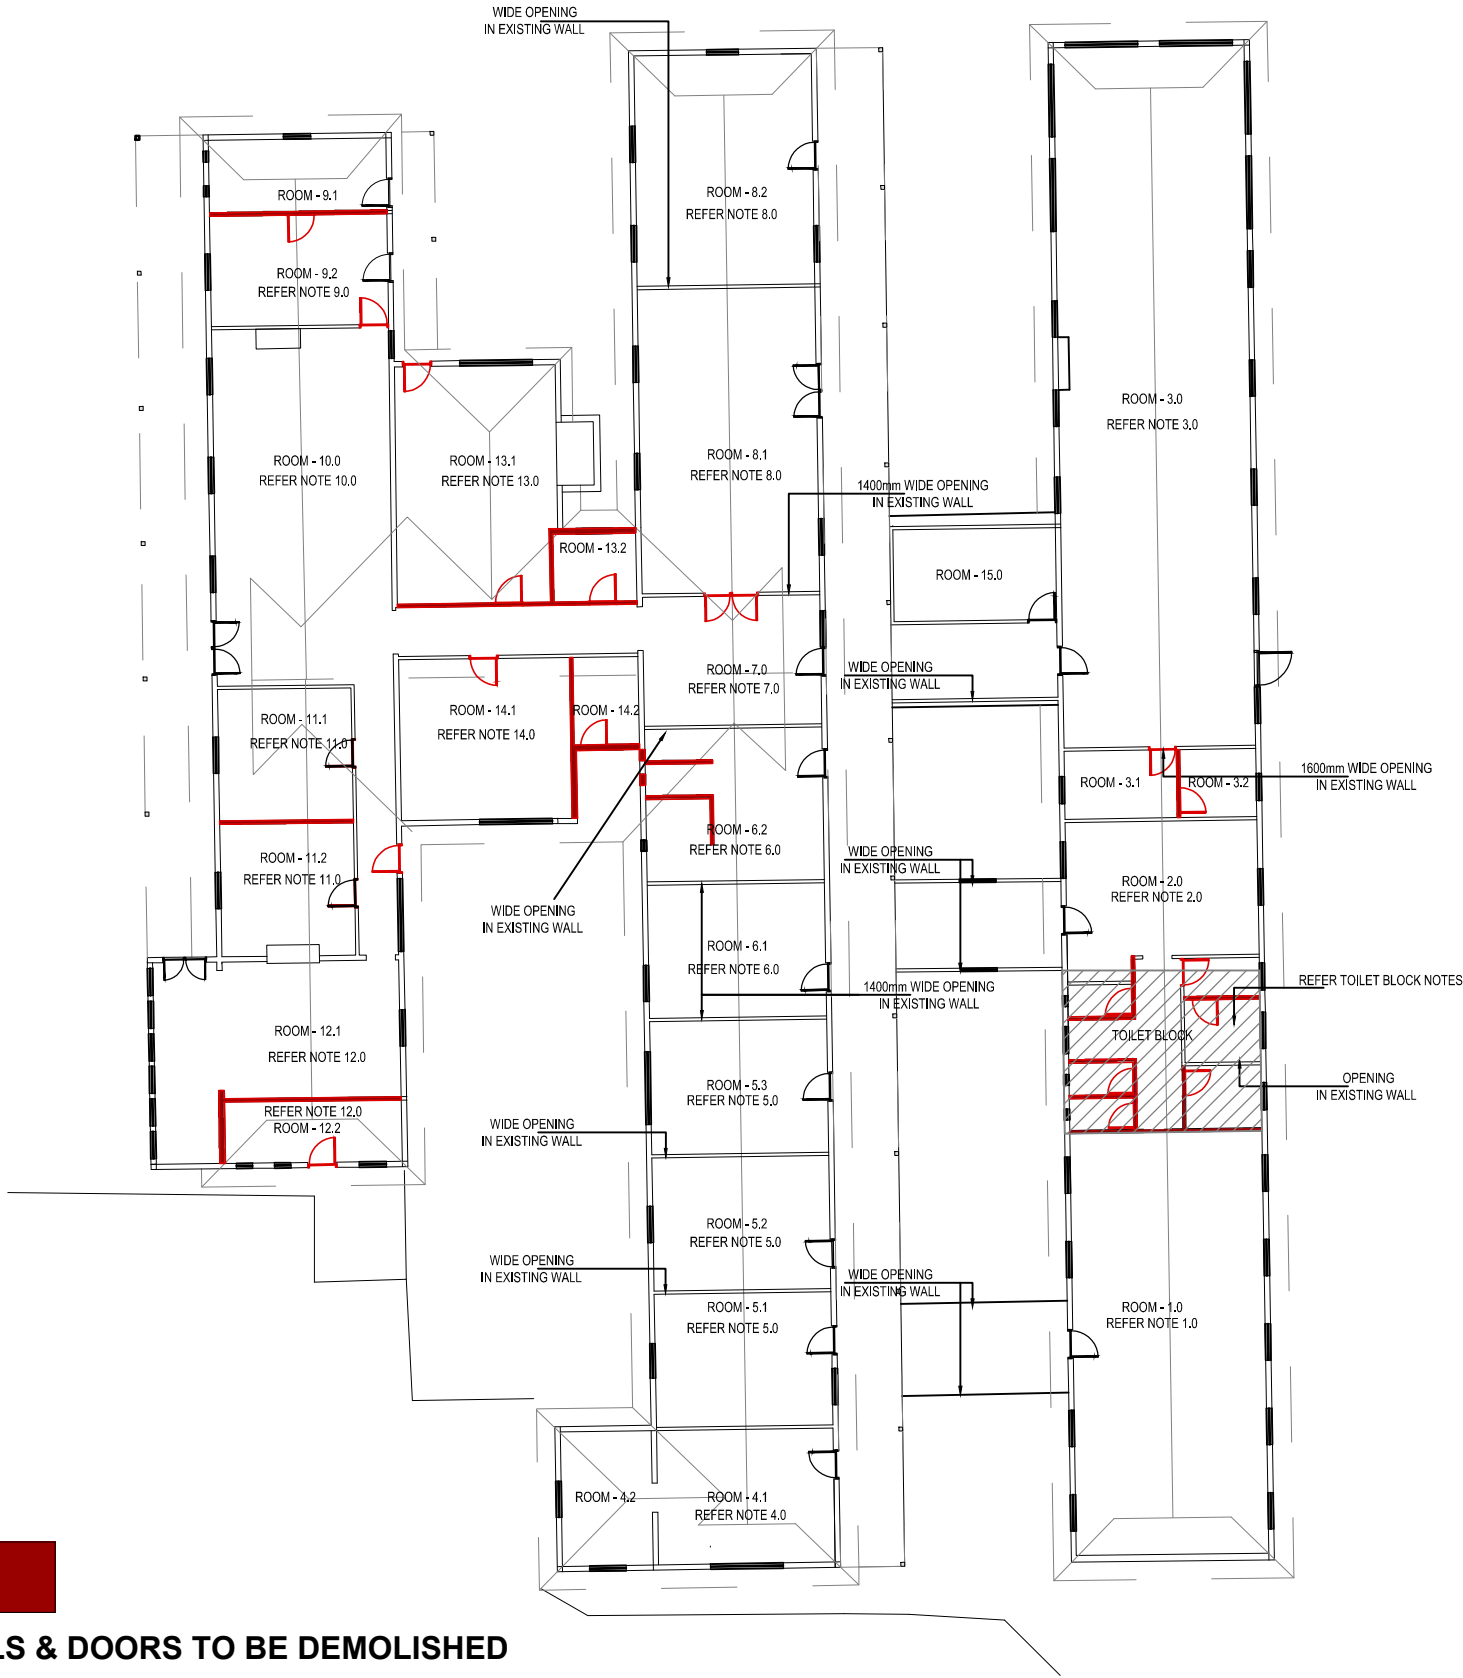 WIDE OPENING
IN EXISTING WALL
ROOM - 9.1
ROOM - 8.2
REFER NOTE 8.0
ROOM - 9.2
REFER NOTE 9.0
ROOM - 3.0
REFER NOTE 3.0
ROOM - 10.0
REFER NOTE 10.0
ROOM - 13.1
REFER NOTE 13.0
ROOM - 8.1
REFER NOTE 8.0
1400mm WIDE OPENING
IN EXISTING WALL
ROOM - 13.2
ROOM - 15.0
ROOM - 7.0
REFER NOTE 7.0
WIDE OPENING
IN EXISTING WALL
ROOM - 11.1
REFER NOTE 11.0
ROOM - 14.1
REFER NOTE 14.0
ROOM - 14.2
ROOM - 3.1
ROOM - 3.2
1600mm WIDE OPENING
IN EXISTING WALL
ROOM - 11.2
REFER NOTE 11.0
ROOM - 6.2
REFER NOTE 6.0
WIDE OPENING
IN EXISTING WALL
ROOM - 2.0
REFER NOTE 2.0
WIDE OPENING
IN EXISTING WALL
ROOM - 6.1
REFER NOTE 6.0
1400mm WIDE OPENING
IN EXISTING WALL
REFER TOILET BLOCK NOTES
ROOM - 12.1
REFER NOTE 12.0
TOILET BLOCK
ROOM - 5.3
REFER NOTE 5.0
OPENING
IN EXISTING WALL
REFER NOTE 12.0
ROOM - 12.2
WIDE OPENING
IN EXISTING WALL
ROOM - 5.2
REFER NOTE 5.0
WIDE OPENING
IN EXISTING WALL
WIDE OPENING
IN EXISTING WALL
ROOM - 5.1
REFER NOTE 5.0
ROOM - 1.0
REFER NOTE 1.0
ROOM - 4.2
ROOM - 4.1
REFER NOTE 4.0
LS & DOORS TO BE DEMOLISHED